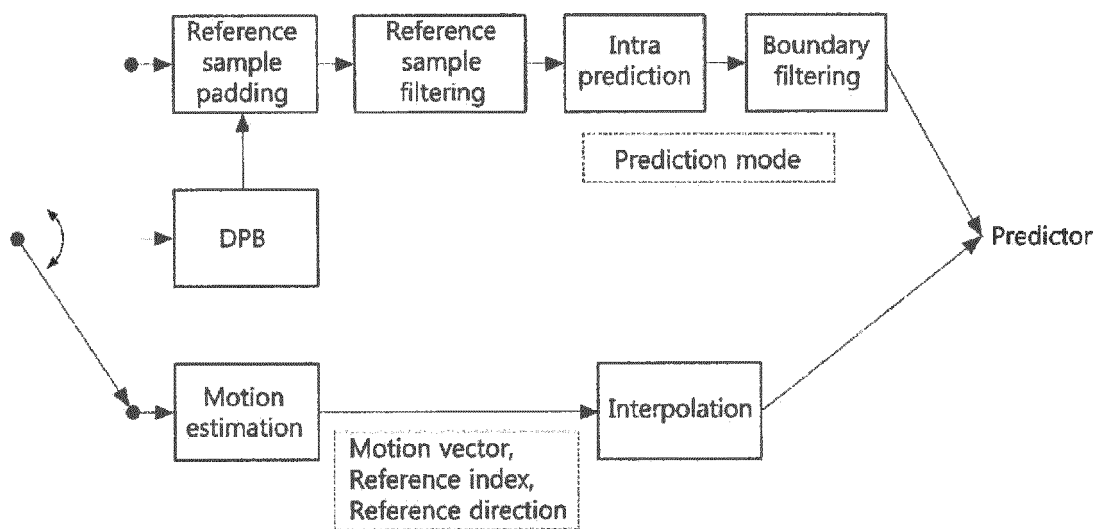 Reference
sample
padding
Reference
sample
filtering
Intra
prediction
Boundary
filtering
Prediction mode
DPB
Predictor
Motion
estimation
Interpolation
Motion vector,
Reference index,
Reference direction